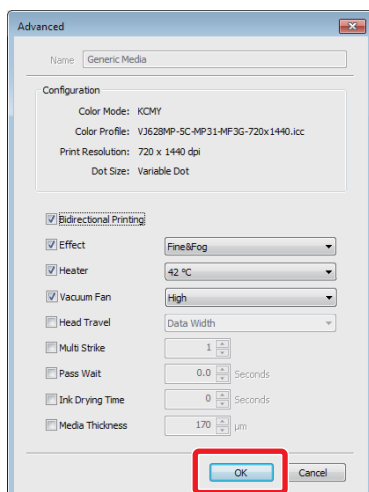 Advanced
Name Generic Media
Configuration
Color Mode: KCMY
Color Profile: VJ628MP-5C-MP31-MF3G-720x1440.icc
Print Resolution: 720 x 1440 dpi
Dot Size: Variable Dot
Bidirectional Printing
Effect Fine&Fog
Heater 42 ℃
Vacuum Fan High
Head Travel Data Width
Multi Strike 1
Pass Wait 0.0 Seconds
Ink Drying Time 0 Seconds
Media Thickness 170 μm
OK Cancel